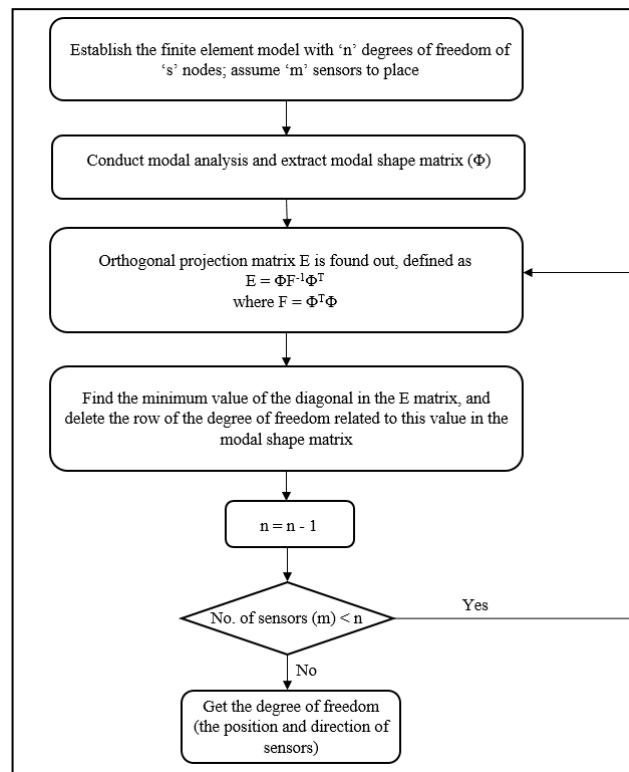 Establish the finite element model with ‘n’ degrees of freedom of
‘s’ nodes; assume ‘m’ sensors to place
Conduct modal analysis and extract modal shape matrix (Φ)
Orthogonal projection matrix E is found out, defined as
E = ΦF⁻¹Φᵀ
where F = ΦᵀΦ
Find the minimum value of the diagonal in the E matrix, and
delete the row of the degree of freedom related to this value in the
modal shape matrix
n = n - 1
No. of sensors (m) < n
Yes
No
Get the degree of freedom
(the position and direction of
sensors)